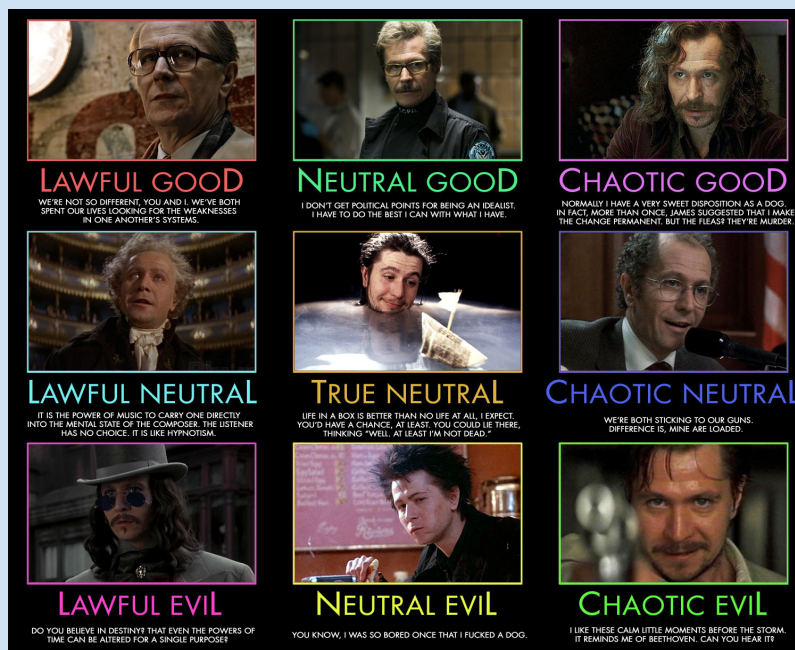 LAWFUL GOOD
WE'RE NOT SO DIFFERENT, YOU AND I. WE'VE BOTH
SPENT OUR LIVES LOOKING FOR THE WEAKNESSES
IN ONE ANOTHER'S SYSTEMS.
NEUTRAL GOOD
I DON'T GET POLITICAL POINTS FOR BEING AN IDEALIST.
I HAVE TO DO THE BEST I CAN WITH WHAT I HAVE.
CHAOTIC GOOD
NORMALLY I HAVE A VERY SWEET DISPOSITION AS A DOG.
IN FACT, MORE THAN ONCE, JAMES SUGGESTED THAT I MAKE
THE CHANGE PERMANENT. BUT THE FLEAS? THEY'RE MURDER.
LAWFUL NEUTRAL
IT IS THE POWER OF MUSIC TO CARRY ONE DIRECTLY
INTO THE MENTAL STATE OF THE COMPOSER. THE LISTENER
HAS NO CHOICE. IT IS LIKE HYPNOTISM.
TRUE NEUTRAL
LIFE IN A BOX IS BETTER THAN NO LIFE AT ALL, I EXPECT.
YOU'D HAVE A CHANCE, AT LEAST. YOU COULD LIE THERE,
THINKING "WELL. AT LEAST I'M NOT DEAD."
CHAOTIC NEUTRAL
WE'RE BOTH STICKING TO OUR GUNS.
DIFFERENCE IS, MINE ARE LOADED.
LAWFUL EVIL
DO YOU BELIEVE IN DESTINY? THAT EVEN THE POWERS OF
TIME CAN BE ALTERED FOR A SINGLE PURPOSE?
NEUTRAL EVIL
YOU KNOW, I WAS SO BORED ONCE THAT I FUCKED A DOG.
CHAOTIC EVIL
I LIKE THESE CALM LITTLE MOMENTS BEFORE THE STORM.
IT REMINDS ME OF BEETHOVEN. CAN YOU HEAR IT?